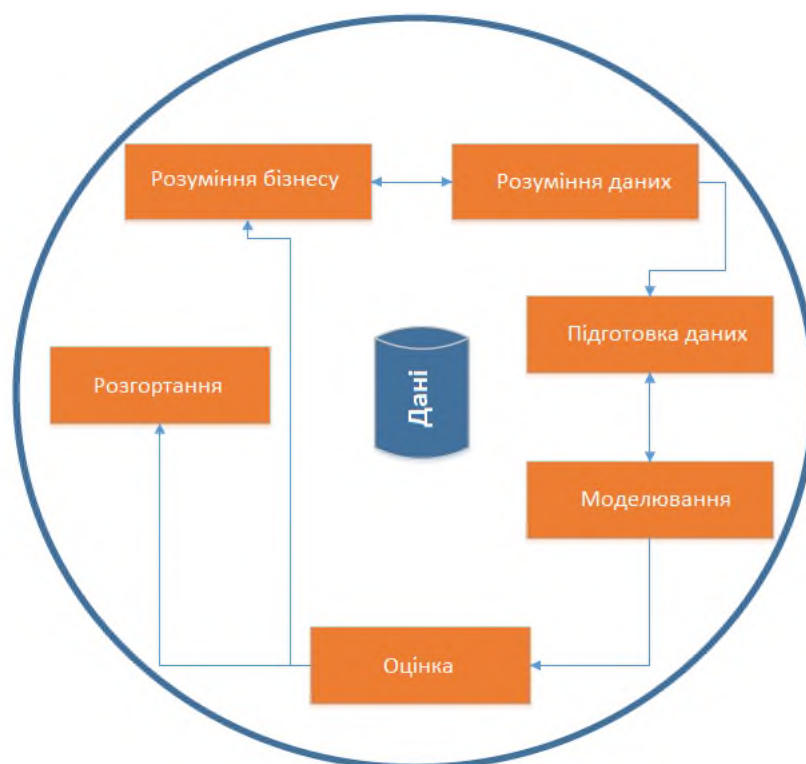 Розуміння бізнесу
Розуміння даних
Підготовка даних
Розгортання
Дані
Моделювання
Оцінка